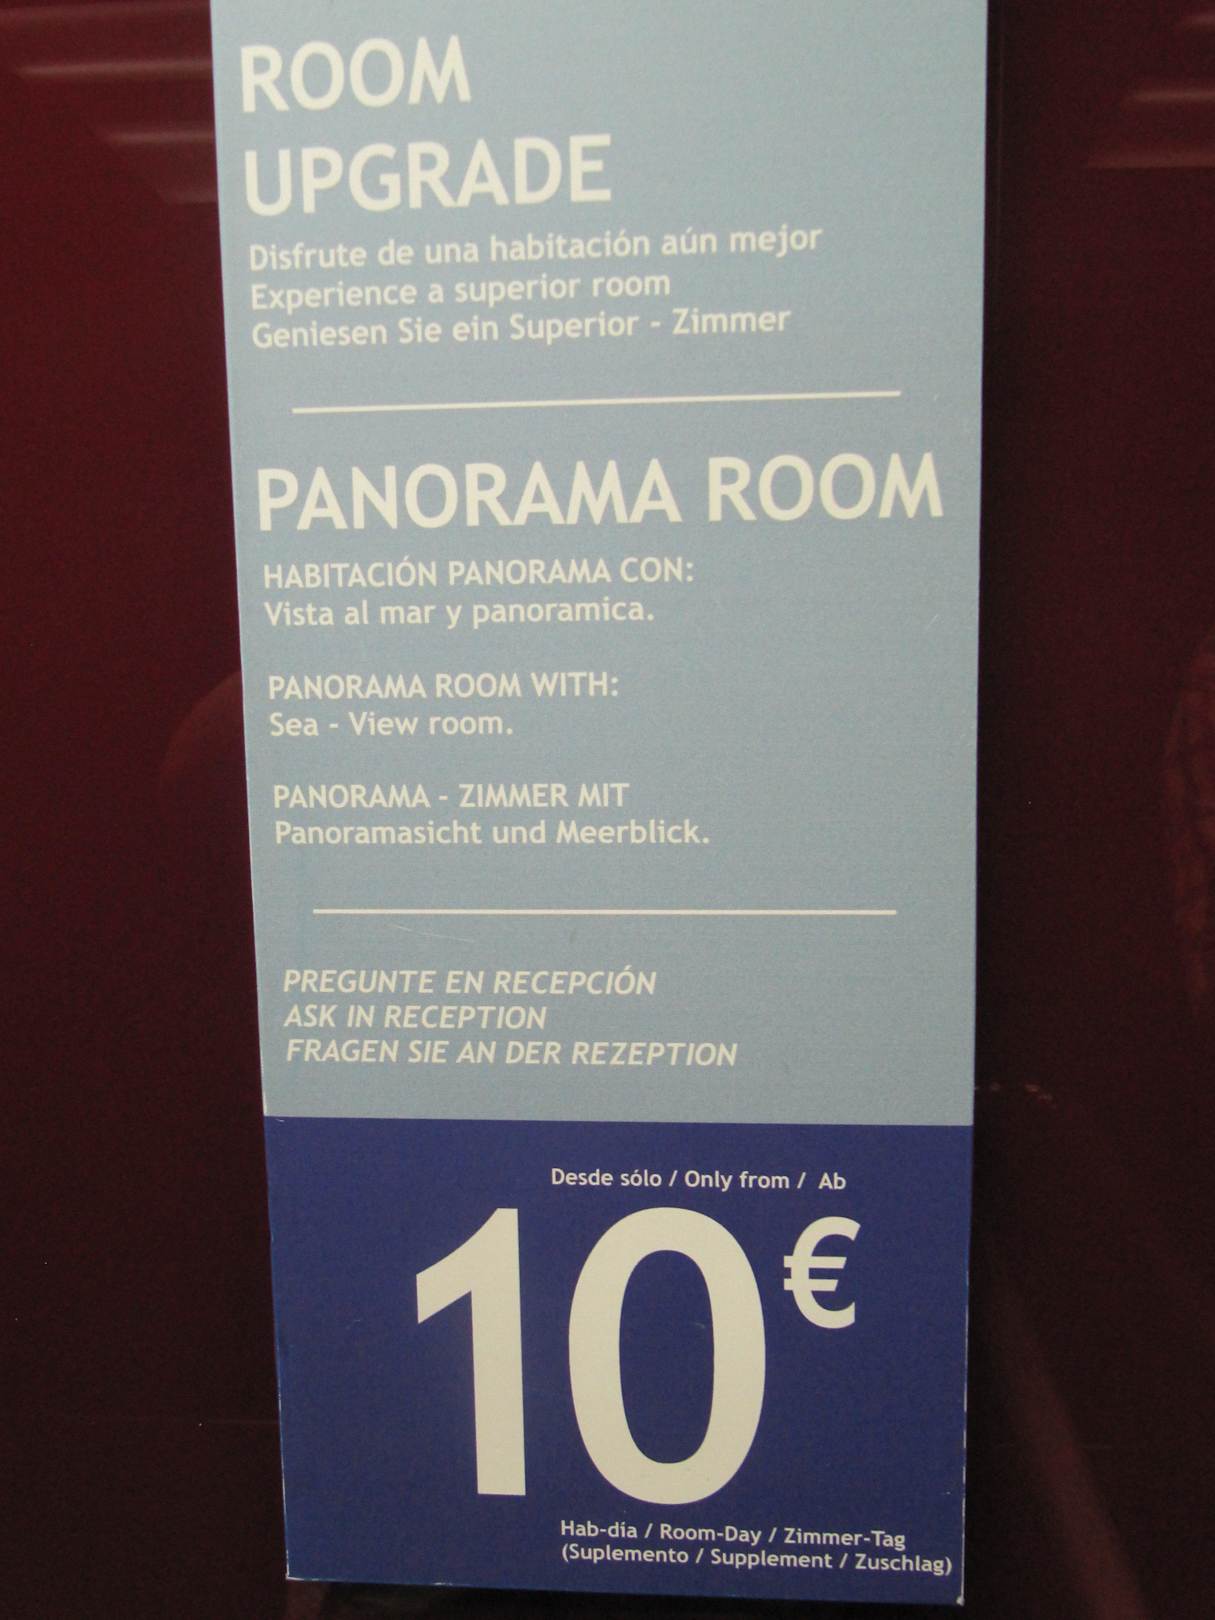 ROOM
UPGRADE
Disfrute de una habitación aún mejor
Experience a superior room
Geniesen Sie ein Superior - Zimmer
PANORAMA ROOM
HABITACIÓN PANORAMA CON:
Vista al mar y panoramica.
PANORAMA ROOM WITH:
Sea - View room.
PANORAMA - ZIMMER MIT
Panoramasicht und Meerblick.
PREGUNTE EN RECEPCIÓN
ASK IN RECEPTION
FRAGEN SIE AN DER REZEPTION
Desde sólo / Only from / Ab
10€
Hab-día / Room-Day / Zimmer-Tag
(Suplemento / Supplement / Zuschlag)